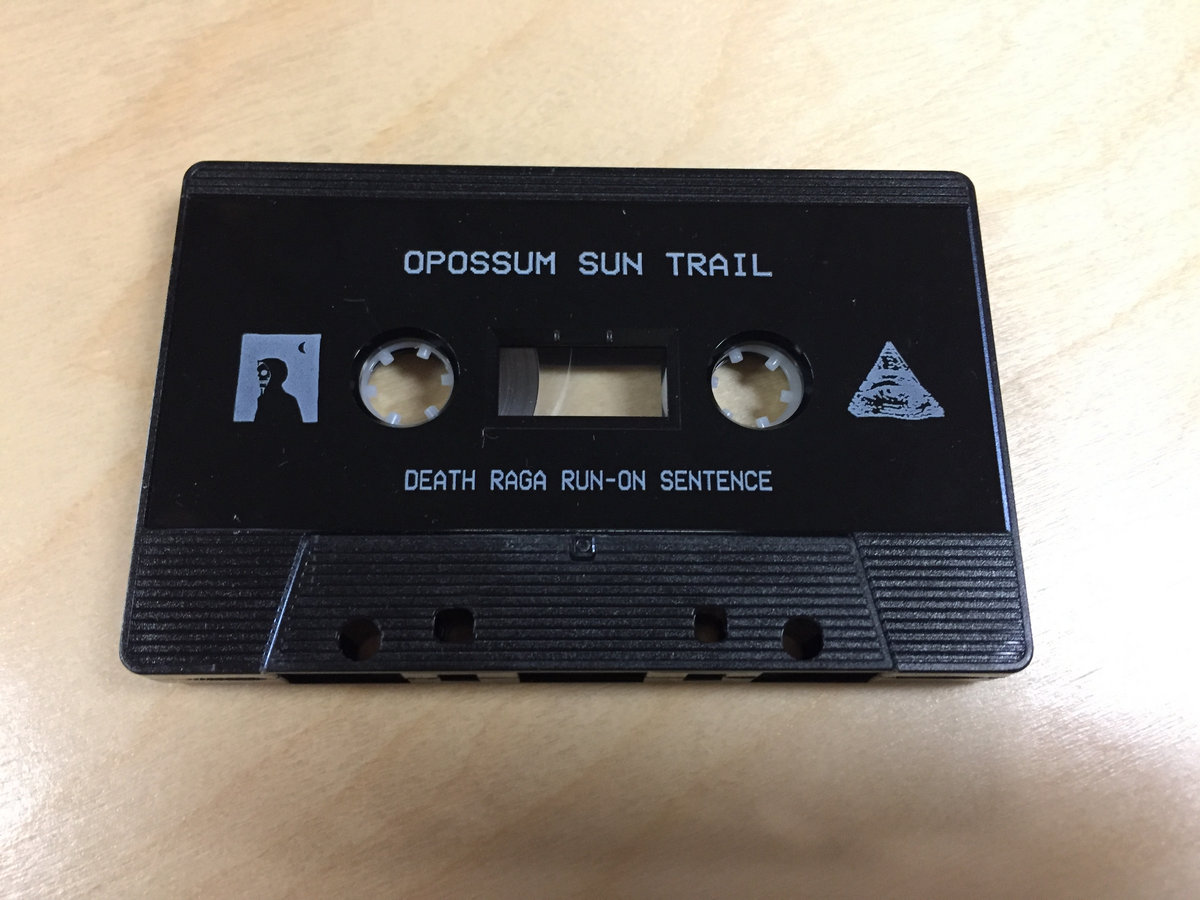 OPOSSUM SUN TRAIL
DEATH RAGA RUN-ON SENTENCE